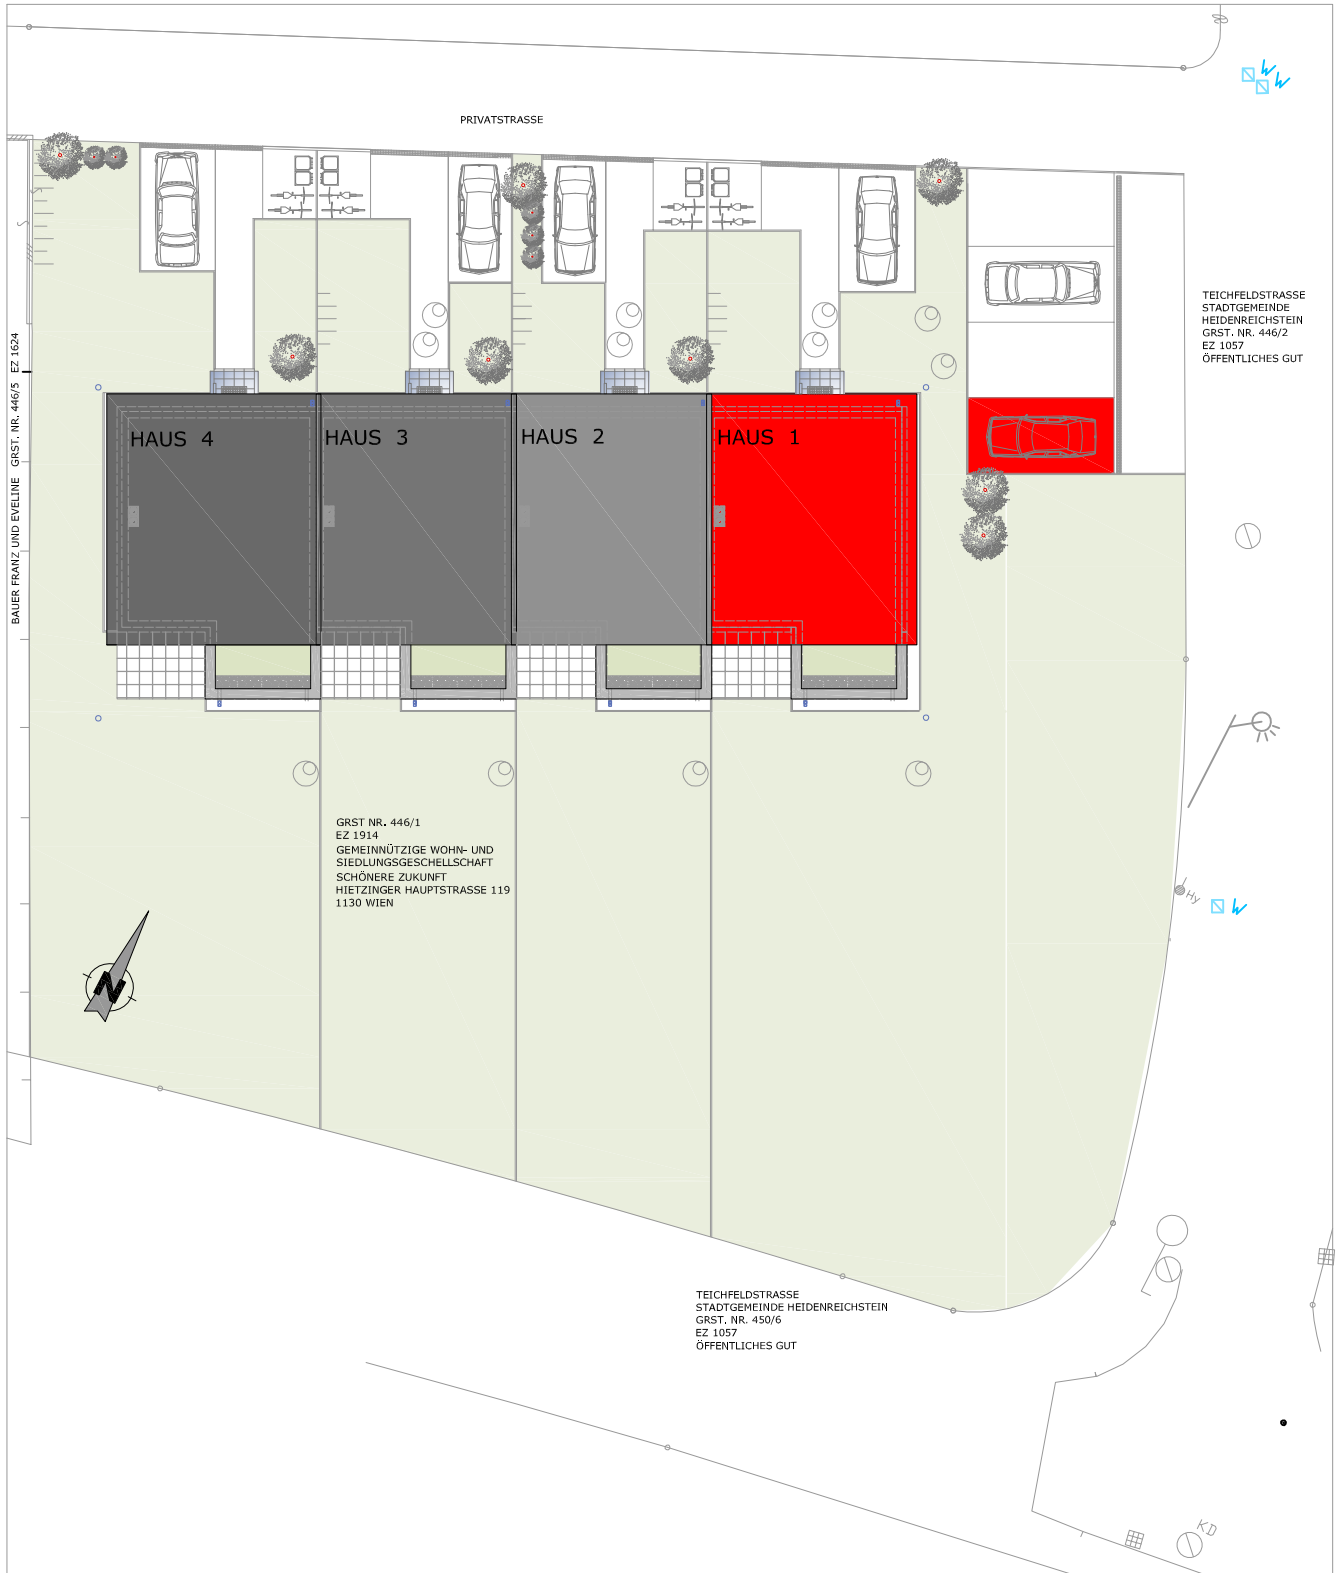 W
W
PRIVATSTRASSE
TEICHFELDSTRASSE
STADTGEMEINDE
HEIDENREICHSTEIN
GRST. NR. 446/2
EZ 1057
ÖFFENTLICHES GUT
BAUER FRANZ UND EVELINE GRST. NR. 446/5 EZ 1624
HAUS 4
HAUS 3
HAUS 2
HAUS 1
GRST NR. 446/1
EZ 1914
GEMEINNÜTZIGE WOHN- UND
SIEDLUNGSGESCHELLSCHAFT
SCHÖNERE ZUKUNFT
HIETZINGER HAUPTSTRASSE 119
1130 WIEN
Hy
W
N
TEICHFELDSTRASSE
STADTGEMEINDE HEIDENREICHSTEIN
GRST. NR. 450/6
EZ 1057
ÖFFENTLICHES GUT
KD